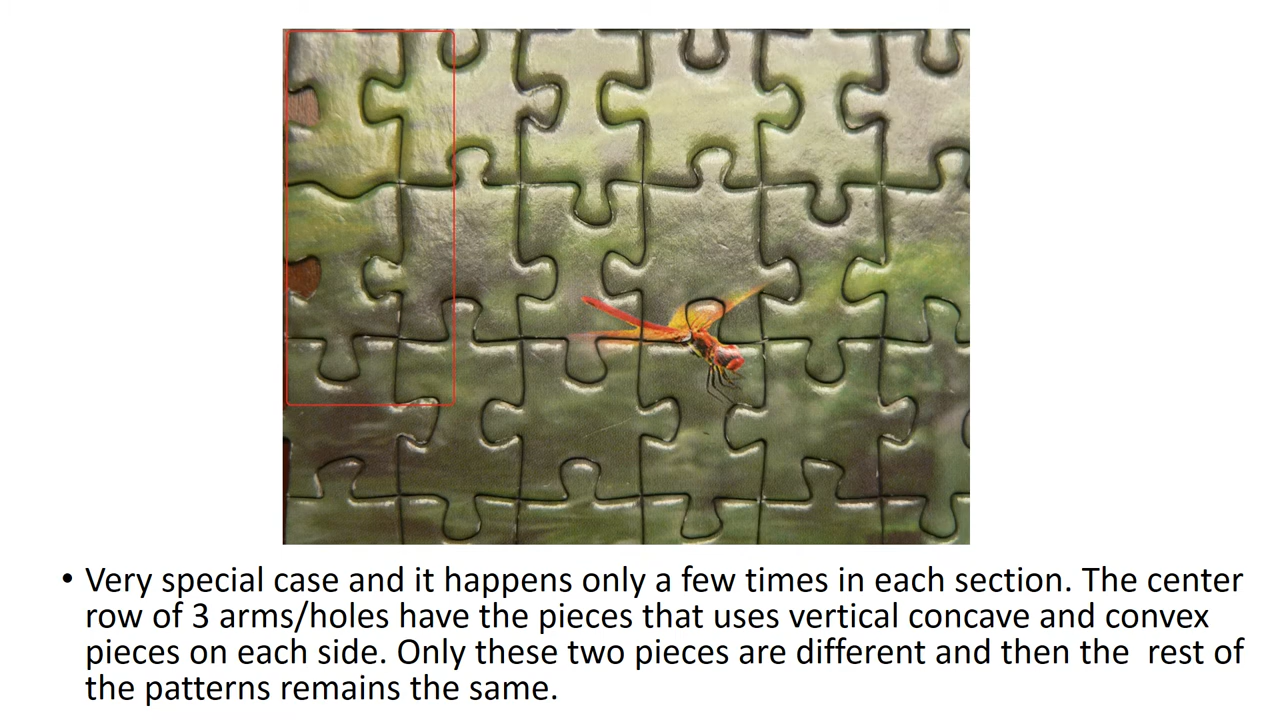 • Very special case and it happens only a few times in each section. The center
row of 3 arms/holes have the pieces that uses vertical concave and convex
pieces on each side. Only these two pieces are different and then the  rest of
the patterns remains the same.